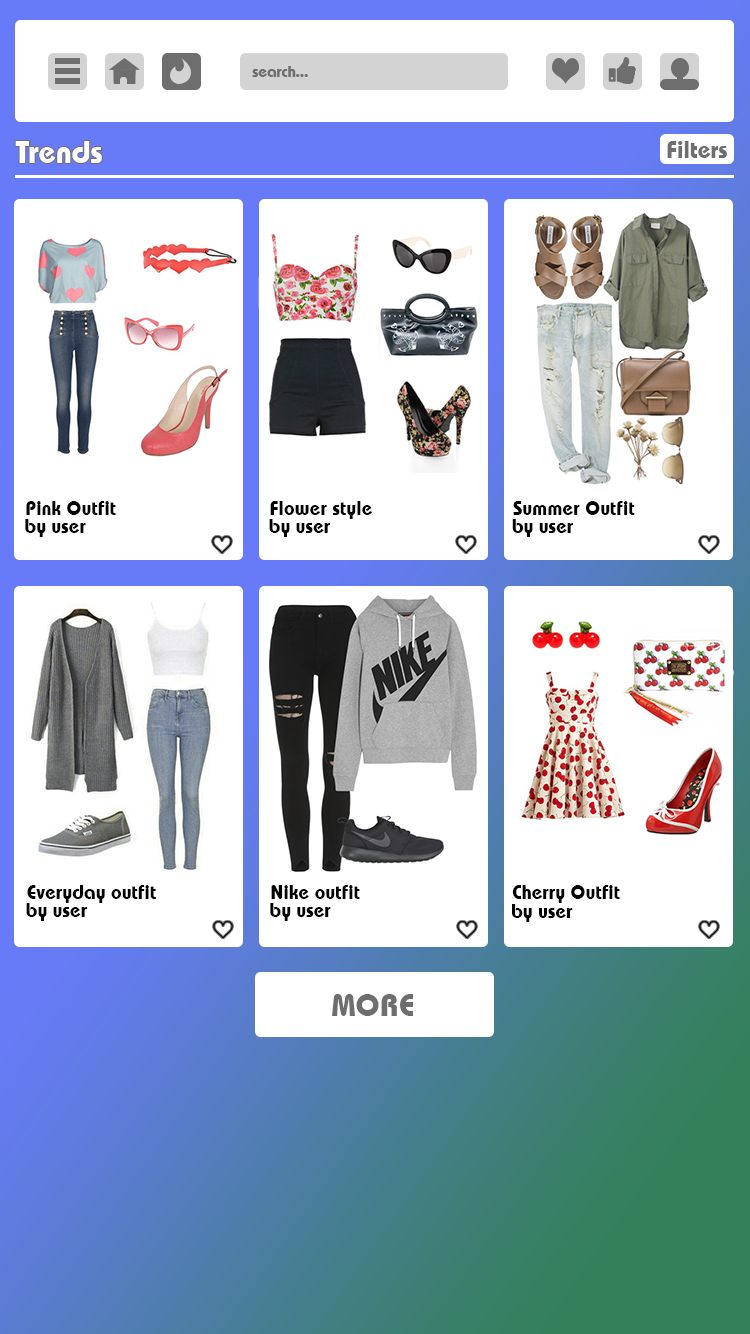 search...
Trends
Filters
Pink Outfit
by user
Flower style
by user
Summer Outfit
by user
NIKE
Everyday outfit
by user
Nike outfit
by user
Cherry Outfit
by user
MORE